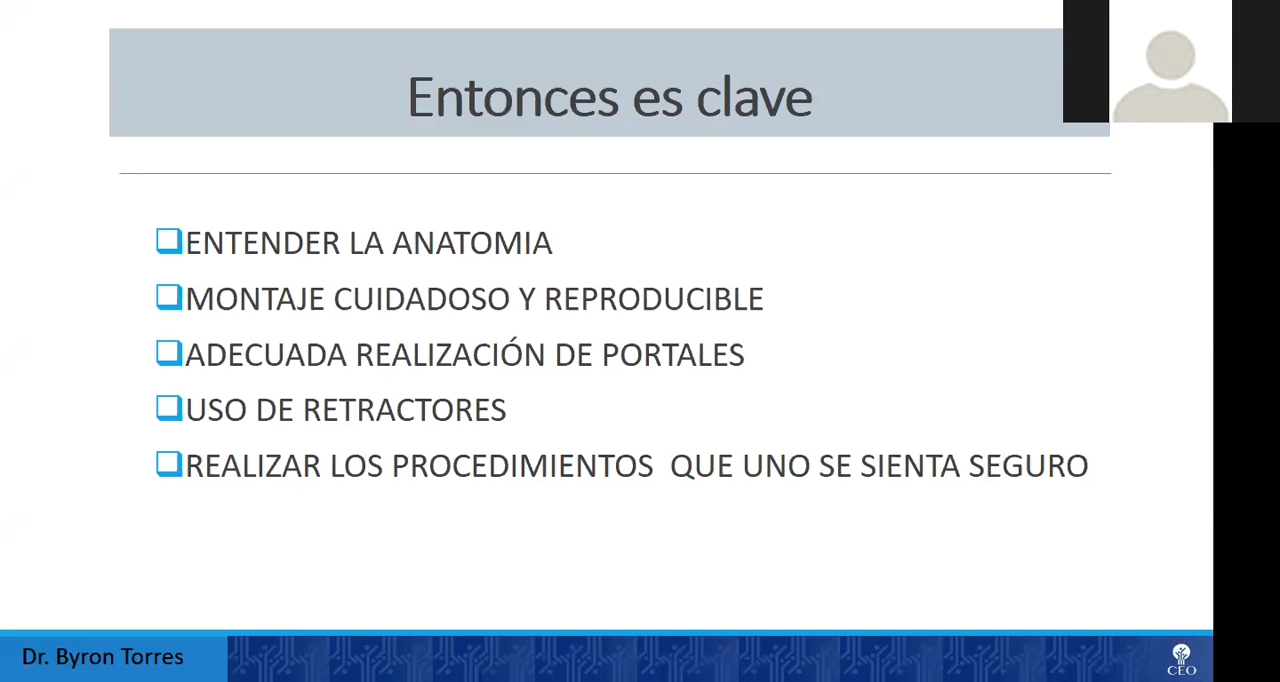 Entonces es clave
ENTENDER LA ANATOMIA
MONTAJE CUIDADOSO Y REPRODUCIBLE
ADECUADA REALIZACIÓN DE PORTALES
USO DE RETRACTORES
REALIZAR LOS PROCEDIMIENTOS QUE UNO SE SIENTA SEGURO
Dr. Byron Torres
CEO